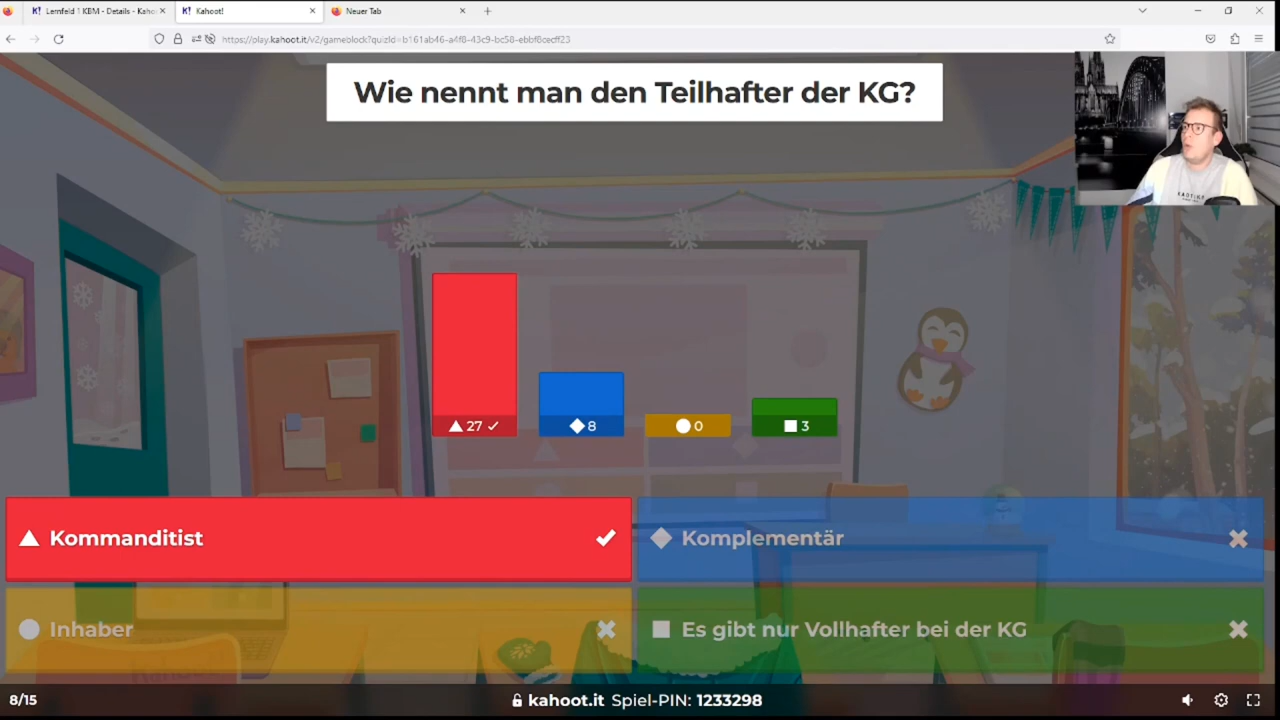 Lernfeld 1 KBM - Details - Kaho
Kahoot!
Neuer Tab
https://play.kahoot.it/v2/gameblock?quizId=b161ab46-a4f8-43c9-bc58-ebbf8cecff23
Wie nennt man den Teilhafter der KG?
27
8
0
3
Kommanditist
Komplementär
Inhaber
Es gibt nur Vollhafter bei der KG
8/15
kahoot.it Spiel-PIN: 1233298